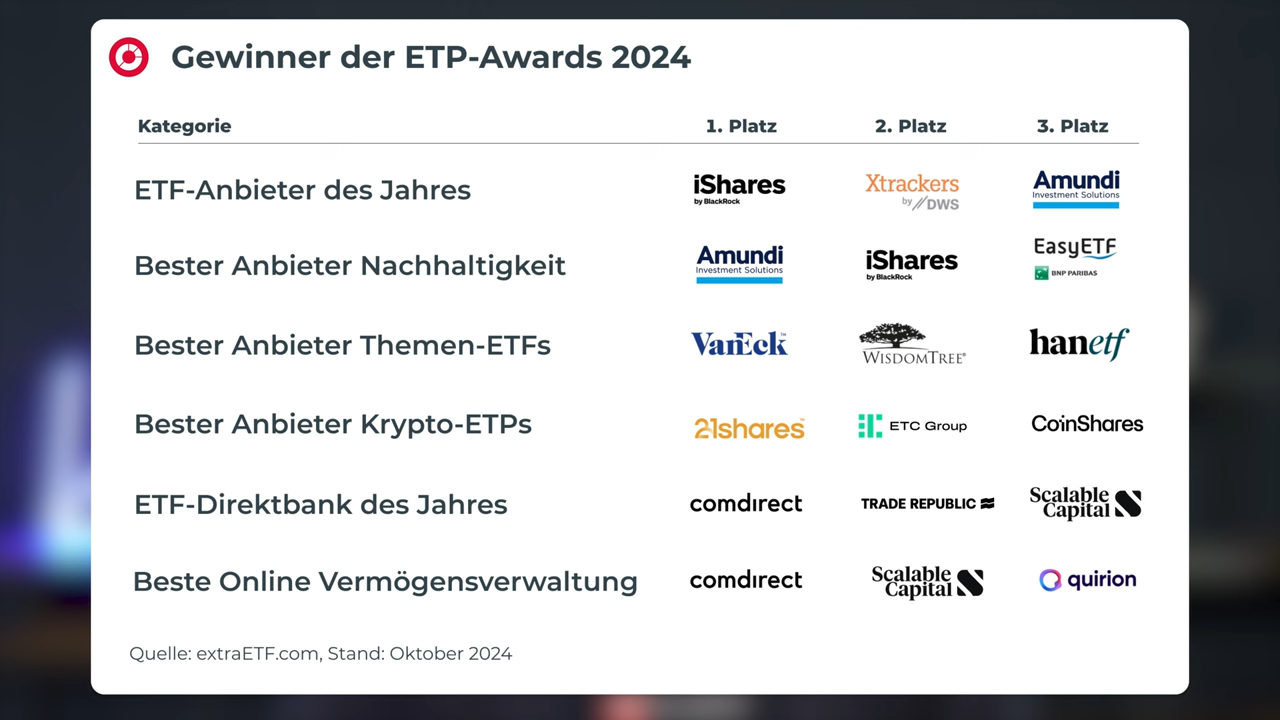 Gewinner der ETP-Awards 2024
Kategorie 1. Platz 2. Platz 3. Platz
ETF-Anbieter des Jahres iShares by BlackRock Xtrackers by DWS Amundi Investment Solutions
Bester Anbieter Nachhaltigkeit Amundi Investment Solutions iShares by BlackRock EasyETF BNP PARIBAS
Bester Anbieter Themen-ETFs VanEck™ WISDOMTREE® hanetf
Bester Anbieter Krypto-ETPs 21shares™ ETC Group CoinShares
ETF-Direktbank des Jahres comdirect TRADE REPUBLIC Scalable Capital
Beste Online Vermögensverwaltung comdirect Scalable Capital quirion
Quelle: extraETF.com, Stand: Oktober 2024